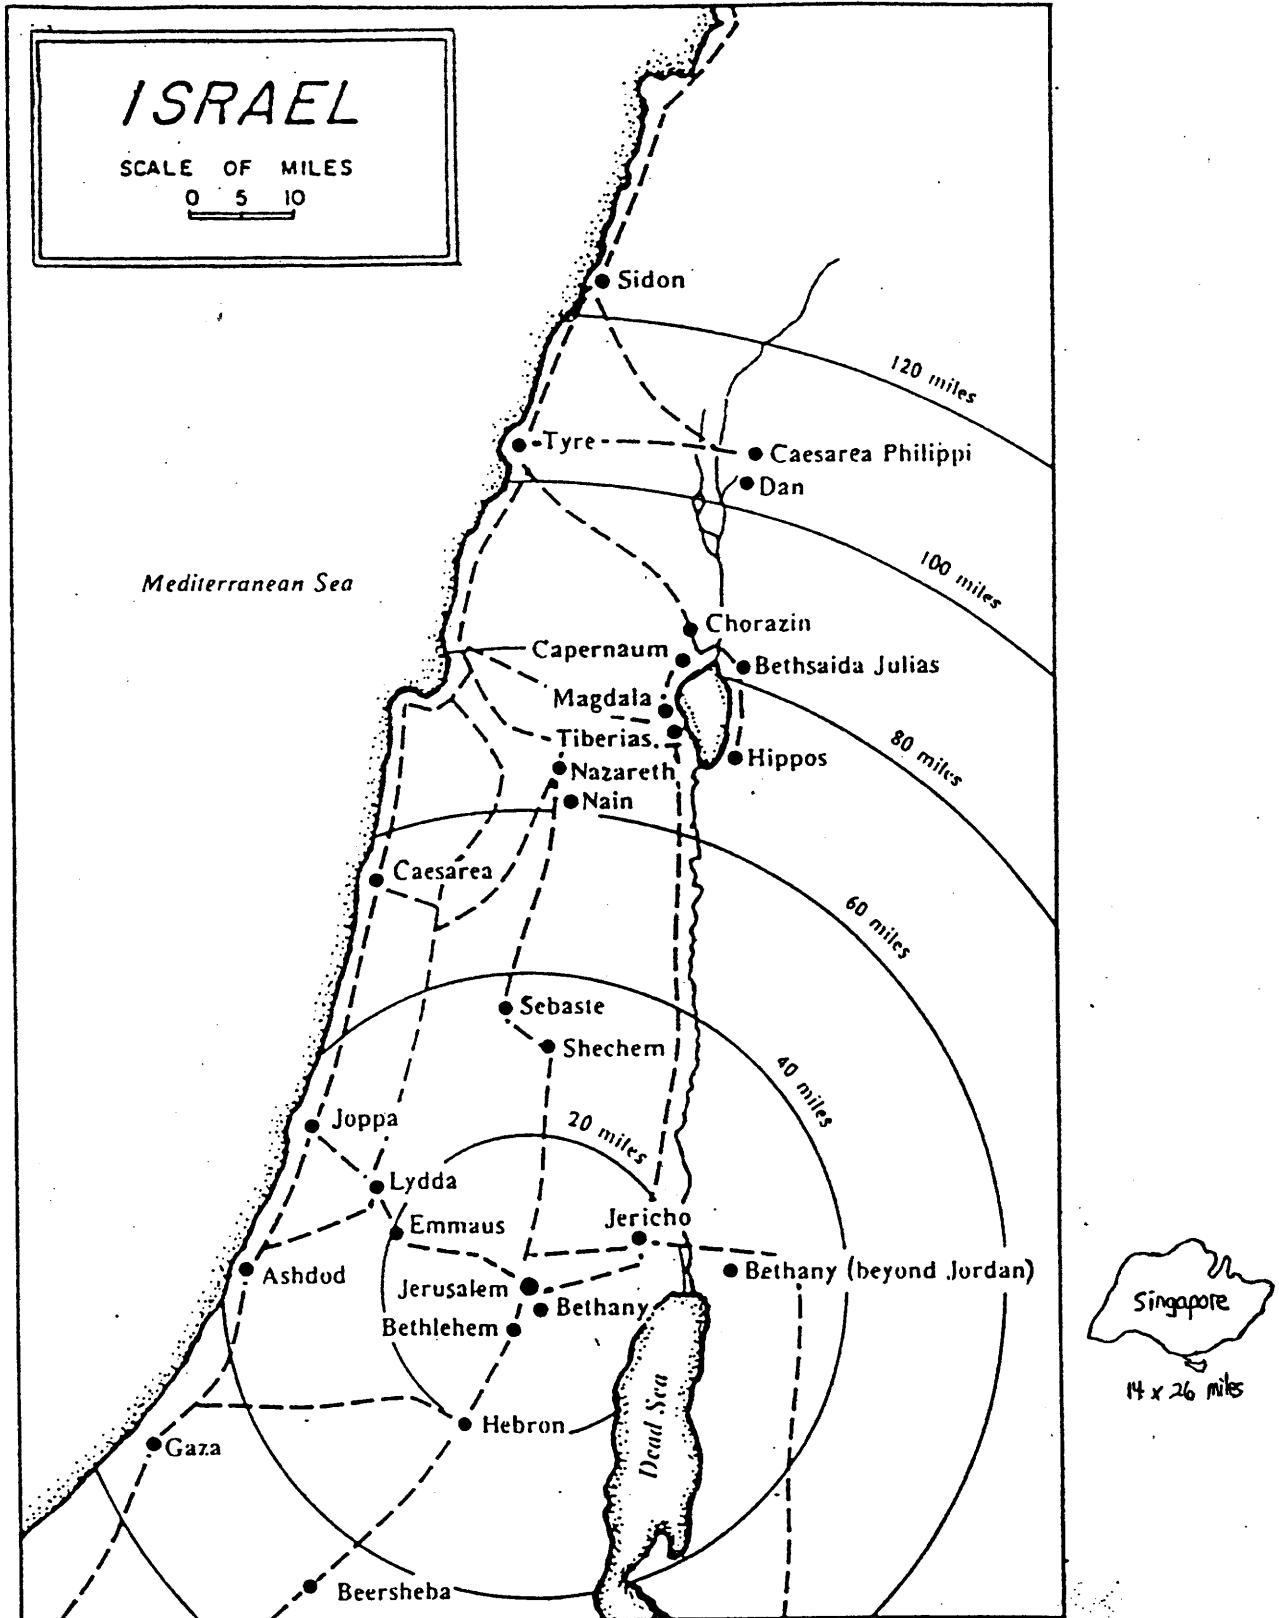 ISRAEL
SCALE OF MILES
0 5 10
Sidon
120 miles
Tyre
Caesarea Philippi
Dan
100 miles
Mediterranean Sea
Chorazin
Capernaum
Bethsaida Julias
Magdala
Tiberias
80 miles
Hippos
Nazareth
Nain
Caesarea
60 miles
Sebaste
Shechem
40 miles
Joppa
20 miles
Lydda
Emmaus
Jericho
Ashdod
Jerusalem
Bethany (beyond Jordan)
Bethany
Bethlehem
Singapore
14 x 26 miles
Dead Sea
Hebron
Gaza
Beersheba